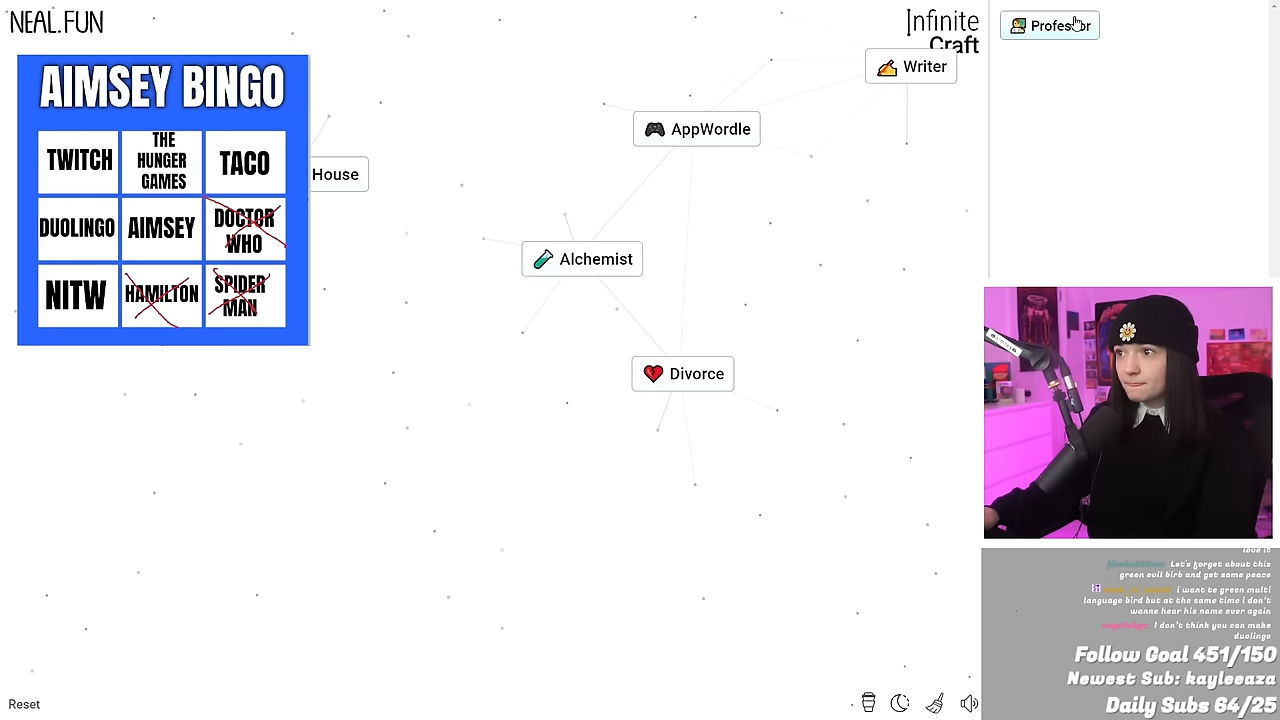 NEAL.FUN
Infinite
Craft
Professor
Writer
AppWordle
House
Alchemist
Divorce
AIMSEY BINGO
TWITCH
THE
HUNGER
GAMES
TACO
DUOLINGO
AIMSEY
DOCTOR
WHO
NITW
HAMILTON
SPIDER
MAN
love it
Let's forget about this
green evil birb and get some peace
i want to green multi
language bird but at the same time i don't
wanne hear his name ever again
I don't think you can make
duolingo
Follow Goal 451/150
Newest Sub: kayleeaza
Daily Subs 64/25
Reset